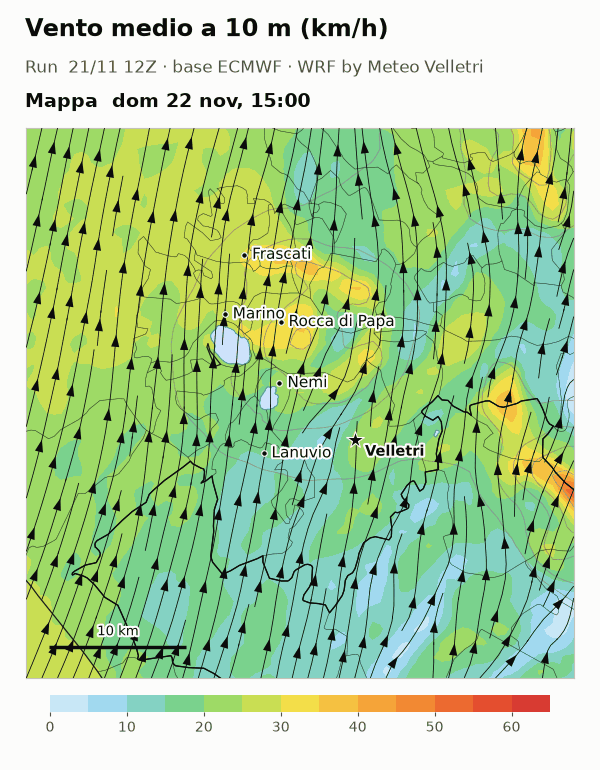 Vento medio a 10 m (km/h)
Run 21/11 12Z · base ECMWF · WRF by Meteo Velletri
Mappa dom 22 nov, 15:00
Frascati
Marino
Rocca di Papa
Nemi
Velletri
Lanuvio
10 km
0 10 20 30 40 50 60